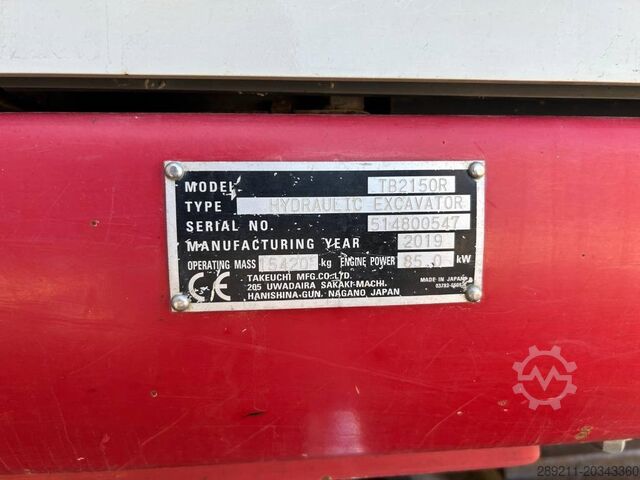 MODEL TB2150R
TYPE HYDRAULIC EXCAVATOR
SERIAL NO. 514800547
MANUFACTURING YEAR 2019
OPERATING MASS kg ENGINE POWER 85.0 kW
CE TAKEUCHI MFG.CO.LTD.
205 UWADAIRA SAKAKI-MACHI.
HANISHINA-GUN. NAGANO, JAPAN
MADE IN JAPAN
289211-20343360